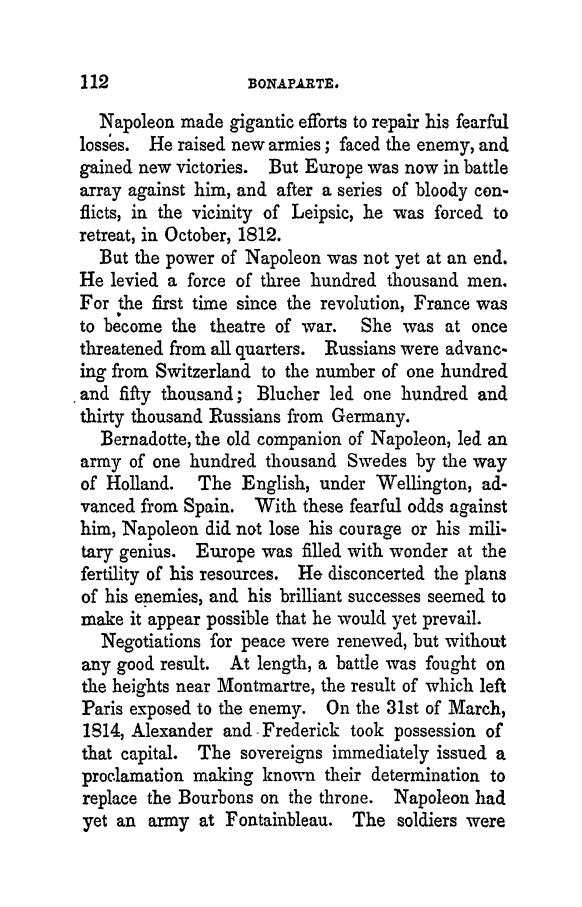 112 BONAPARTE.
Napoleon made gigantic efforts to repair his fearful
losses. He raised new armies; faced the enemy, and
gained new victories. But Europe was now in battle
array against him, and after a series of bloody con-
flicts, in the vicinity of Leipsic, he was forced to
retreat, in October, 1812.
But the power of Napoleon was not yet at an end.
He levied a force of three hundred thousand men.
For the first time since the revolution, France was
to become the theatre of war. She was at once
threatened from all quarters. Russians were advanc-
ing from Switzerland to the number of one hundred
and fifty thousand; Blucher led one hundred and
thirty thousand Russians from Germany.
Bernadotte, the old companion of Napoleon, led an
army of one hundred thousand Swedes by the way
of Holland. The English, under Wellington, ad-
vanced from Spain. With these fearful odds against
him, Napoleon did not lose his courage or his mili-
tary genius. Europe was filled with wonder at the
fertility of his resources. He disconcerted the plans
of his enemies, and his brilliant successes seemed to
make it appear possible that he would yet prevail.
Negotiations for peace were renewed, but without
any good result. At length, a battle was fought on
the heights near Montmartre, the result of which left
Paris exposed to the enemy. On the 31st of March,
1814, Alexander and Frederick took possession of
that capital. The sovereigns immediately issued a
proclamation making known their determination to
replace the Bourbons on the throne. Napoleon had
yet an army at Fontainbleau. The soldiers were